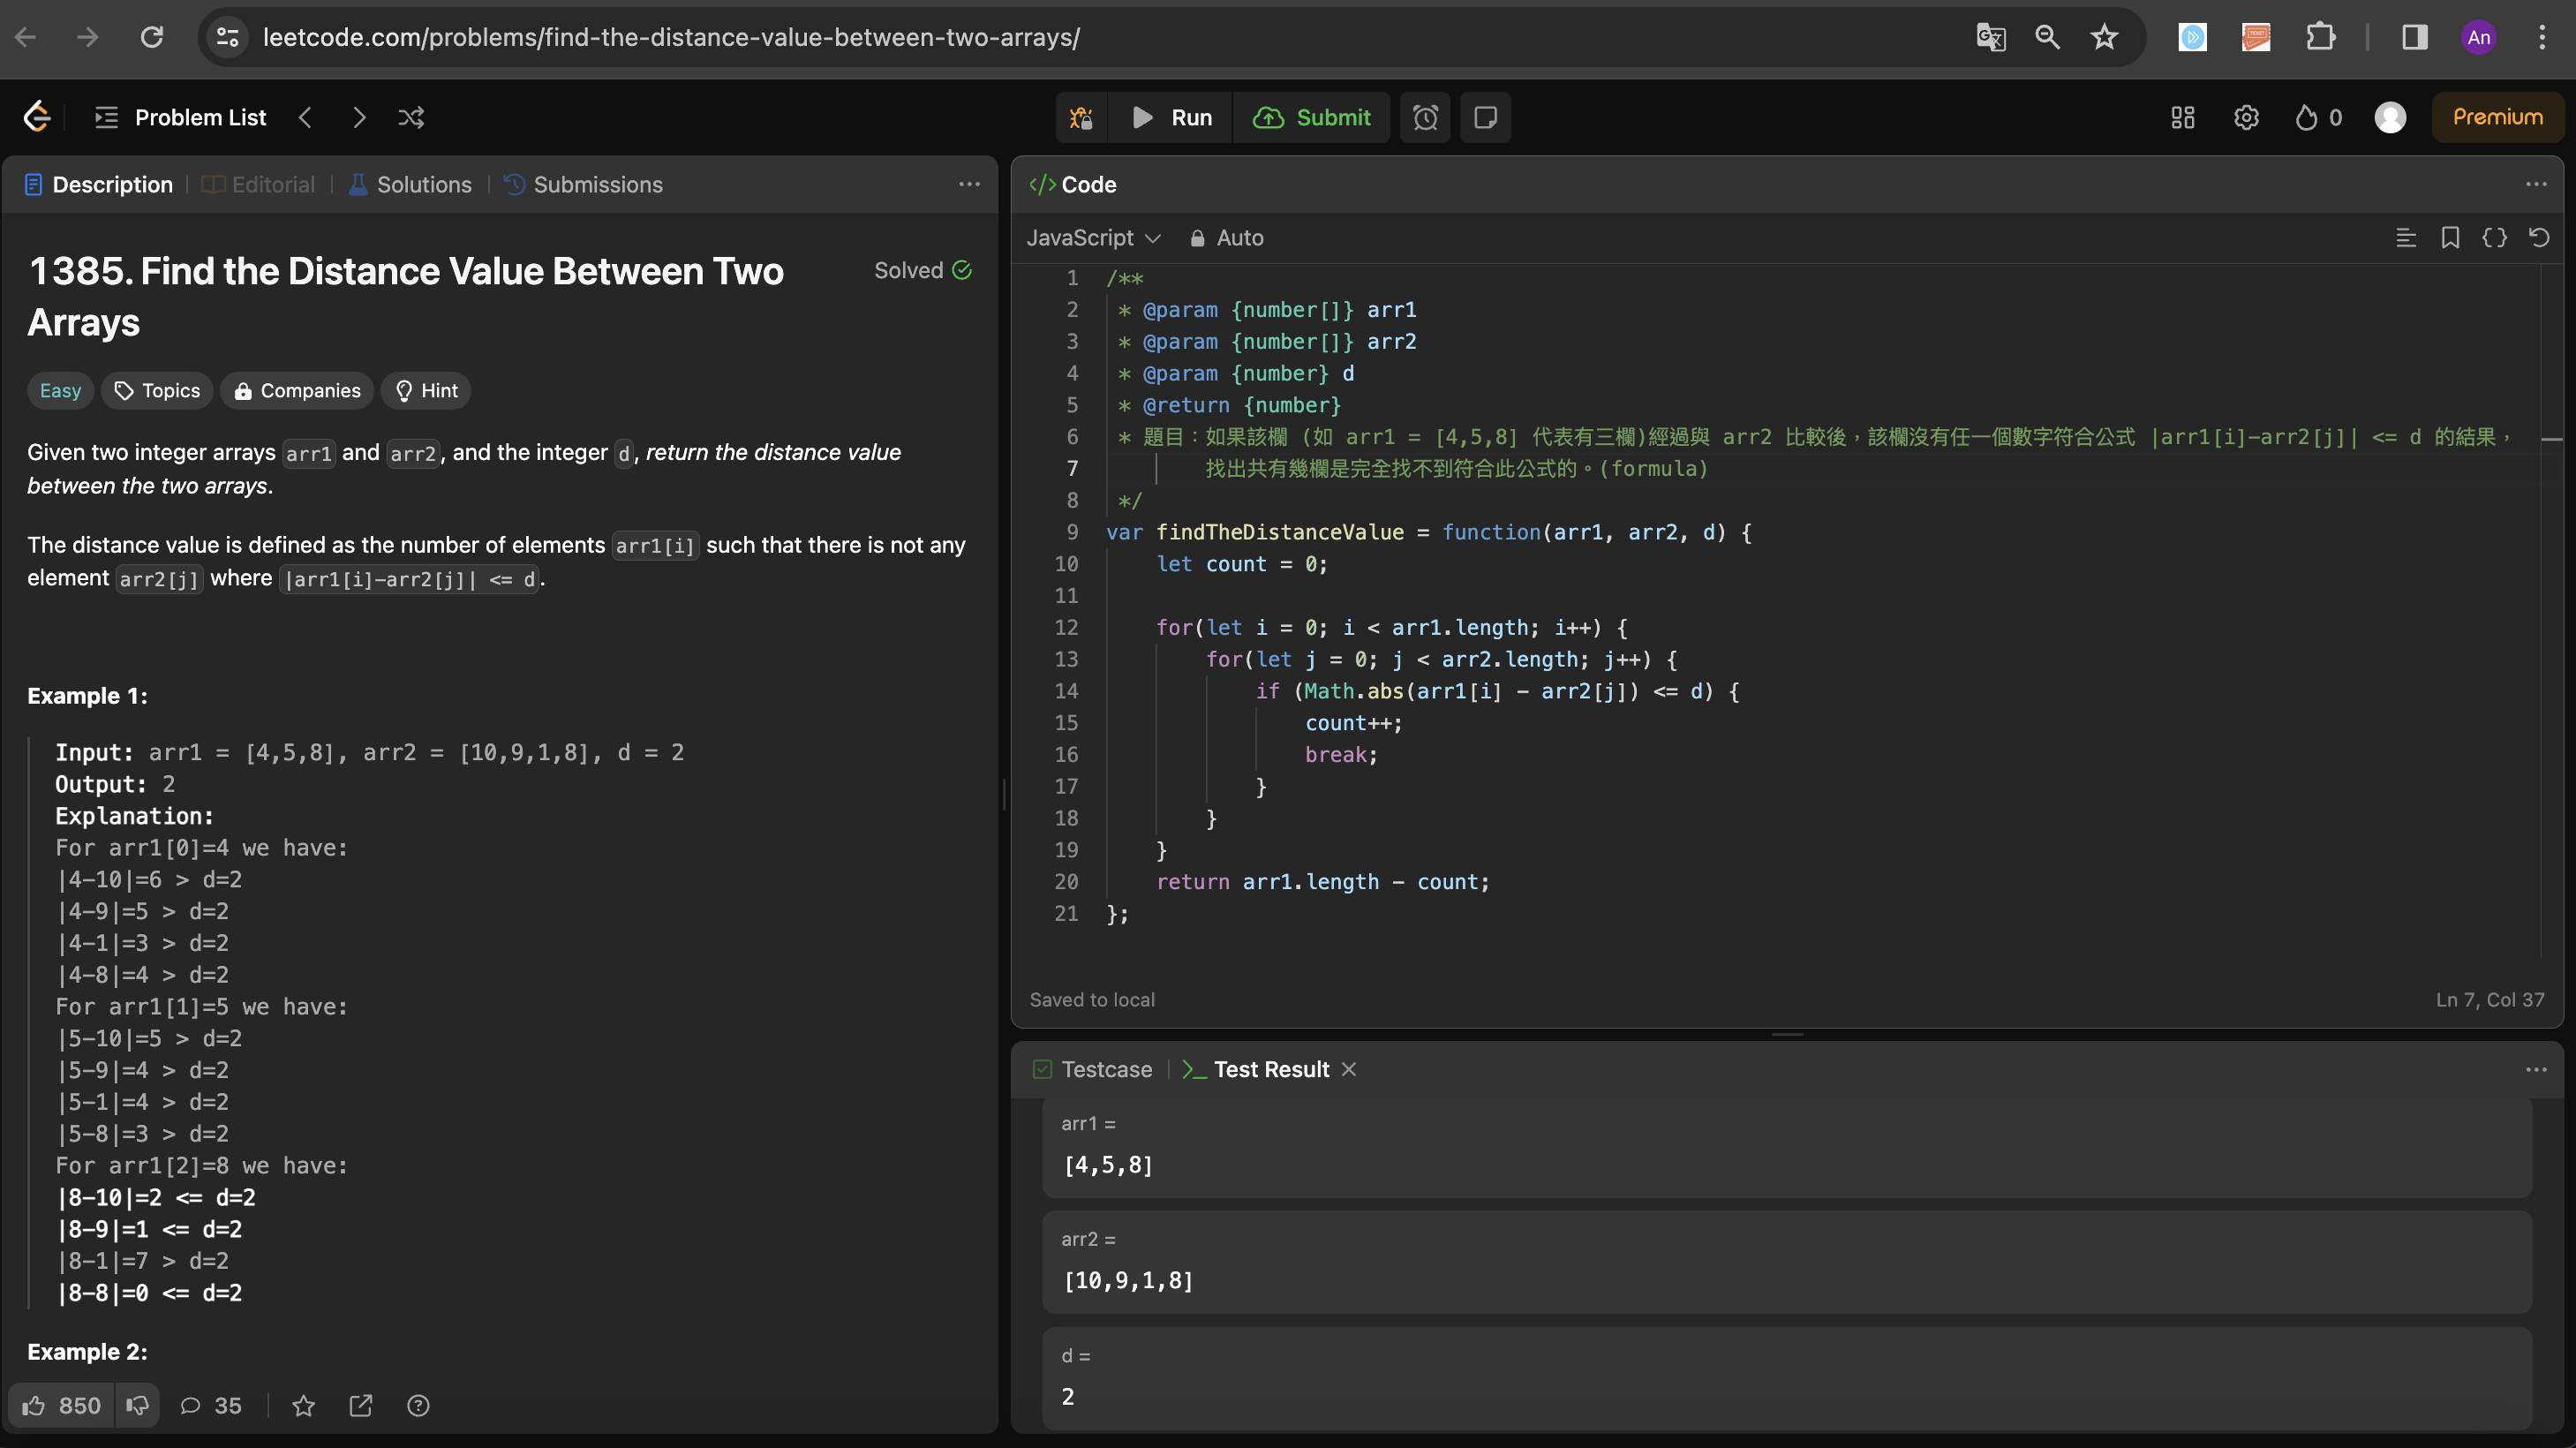 leetcode.com/problems/find-the-distance-value-between-two-arrays/
An
Problem List
Run
Submit
0
Premium
Description
Editorial
Solutions
Submissions
1385. Find the Distance Value Between Two
Arrays
Solved
Easy
Topics
Companies
Hint
Given two integer arrays arr1 and arr2, and the integer d, return the distance value
between the two arrays.
The distance value is defined as the number of elements arr1[i] such that there is not any
element arr2[j] where |arr1[i]-arr2[j]| <= d.
Example 1:
Input: arr1 = [4,5,8], arr2 = [10,9,1,8], d = 2
Output: 2
Explanation:
For arr1[0]=4 we have:
|4-10|=6 > d=2
|4-9|=5 > d=2
|4-1|=3 > d=2
|4-8|=4 > d=2
For arr1[1]=5 we have:
|5-10|=5 > d=2
|5-9|=4 > d=2
|5-1|=4 > d=2
|5-8|=3 > d=2
For arr1[2]=8 we have:
|8-10|=2 <= d=2
|8-9|=1 <= d=2
|8-1|=7 > d=2
|8-8|=0 <= d=2
Example 2:
850
35
</> Code
JavaScript
Auto
1 /**
2 * @param {number[]} arr1
3 * @param {number[]} arr2
4 * @param {number} d
5 * @return {number}
6 * 題目：如果該欄 (如 arr1 = [4,5,8] 代表有三欄)經過與 arr2 比較後，該欄沒有任一個數字符合公式 |arr1[i]-arr2[j]| <= d 的結果，
7 找出共有幾欄是完全找不到符合此公式的。(formula)
8 */
9 var findTheDistanceValue = function(arr1, arr2, d) {
10 let count = 0;
11
12 for(let i = 0; i < arr1.length; i++) {
13 for(let j = 0; j < arr2.length; j++) {
14 if (Math.abs(arr1[i] - arr2[j]) <= d) {
15 count++;
16 break;
17 }
18 }
19 }
20 return arr1.length - count;
21 };
Saved to local
Ln 7, Col 37
Testcase
Test Result
arr1 =
[4,5,8]
arr2 =
[10,9,1,8]
d =
2